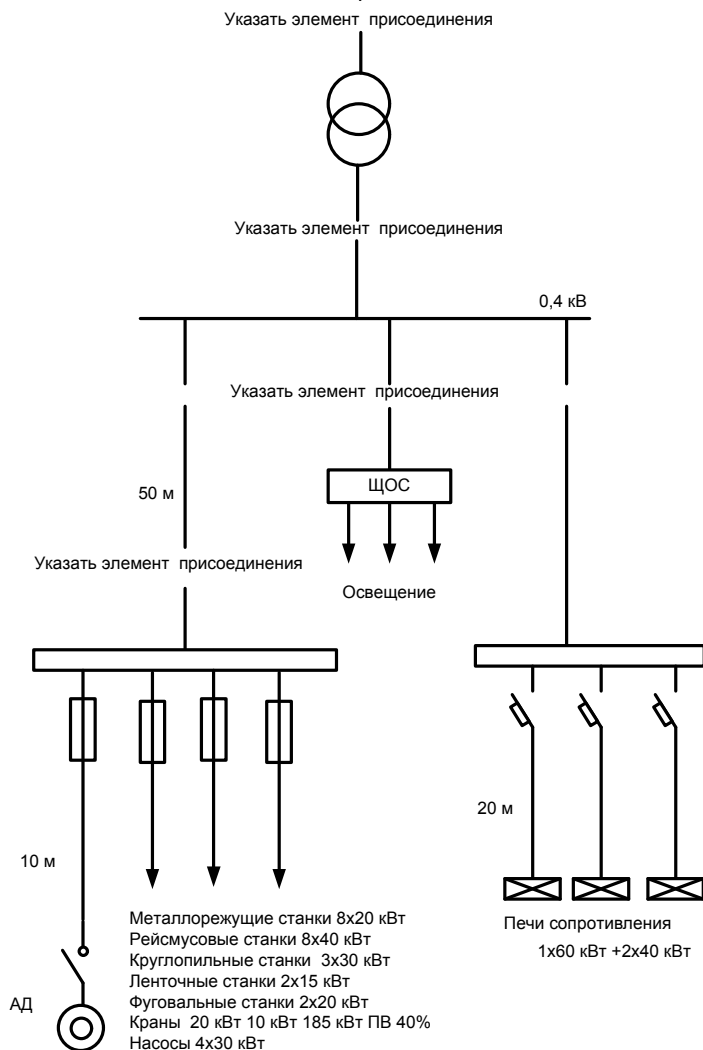 Указать элемент присоединения
Указать элемент присоединения
0,4 кВ
Указать элемент присоединения
50 м
ЩОС
Указать элемент присоединения
Освещение
20 м
10 м
Металлорежущие станки 8х20 кВт
Рейсмусовые станки 8х40 кВт
Круглопильные станки 3х30 кВт
Ленточные станки 2х15 кВт
Фуговальные станки 2х20 кВт
Краны 20 кВт 10 кВт 185 кВт ПВ 40%
Насосы 4х30 кВт
Печи сопротивления
1х60 кВт +2х40 кВт
АД